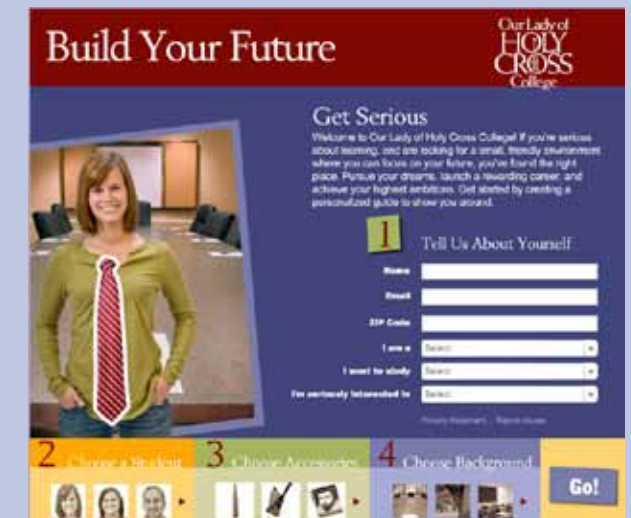 Build Your Future
Our Lady of
HOLY
CROSS
College
Get Serious
Welcome to Our Lady of Holy Cross College! If you're serious
about learning, and are looking for a small, friendly environment
where you can focus on your future, you've found the right
place. Pursue your dreams, launch a rewarding career, and
achieve your highest ambitions. Get started by creating a
personalized guide to show you around.
1
Tell Us About Yourself
Name
Email
ZIP Code
I am a
Select
I want to study
Select
I'm seriously interested in
Select
Privacy Statement
Report Abuse
2 Choose a Student
3 Choose Accessories
4 Choose Background
Go!